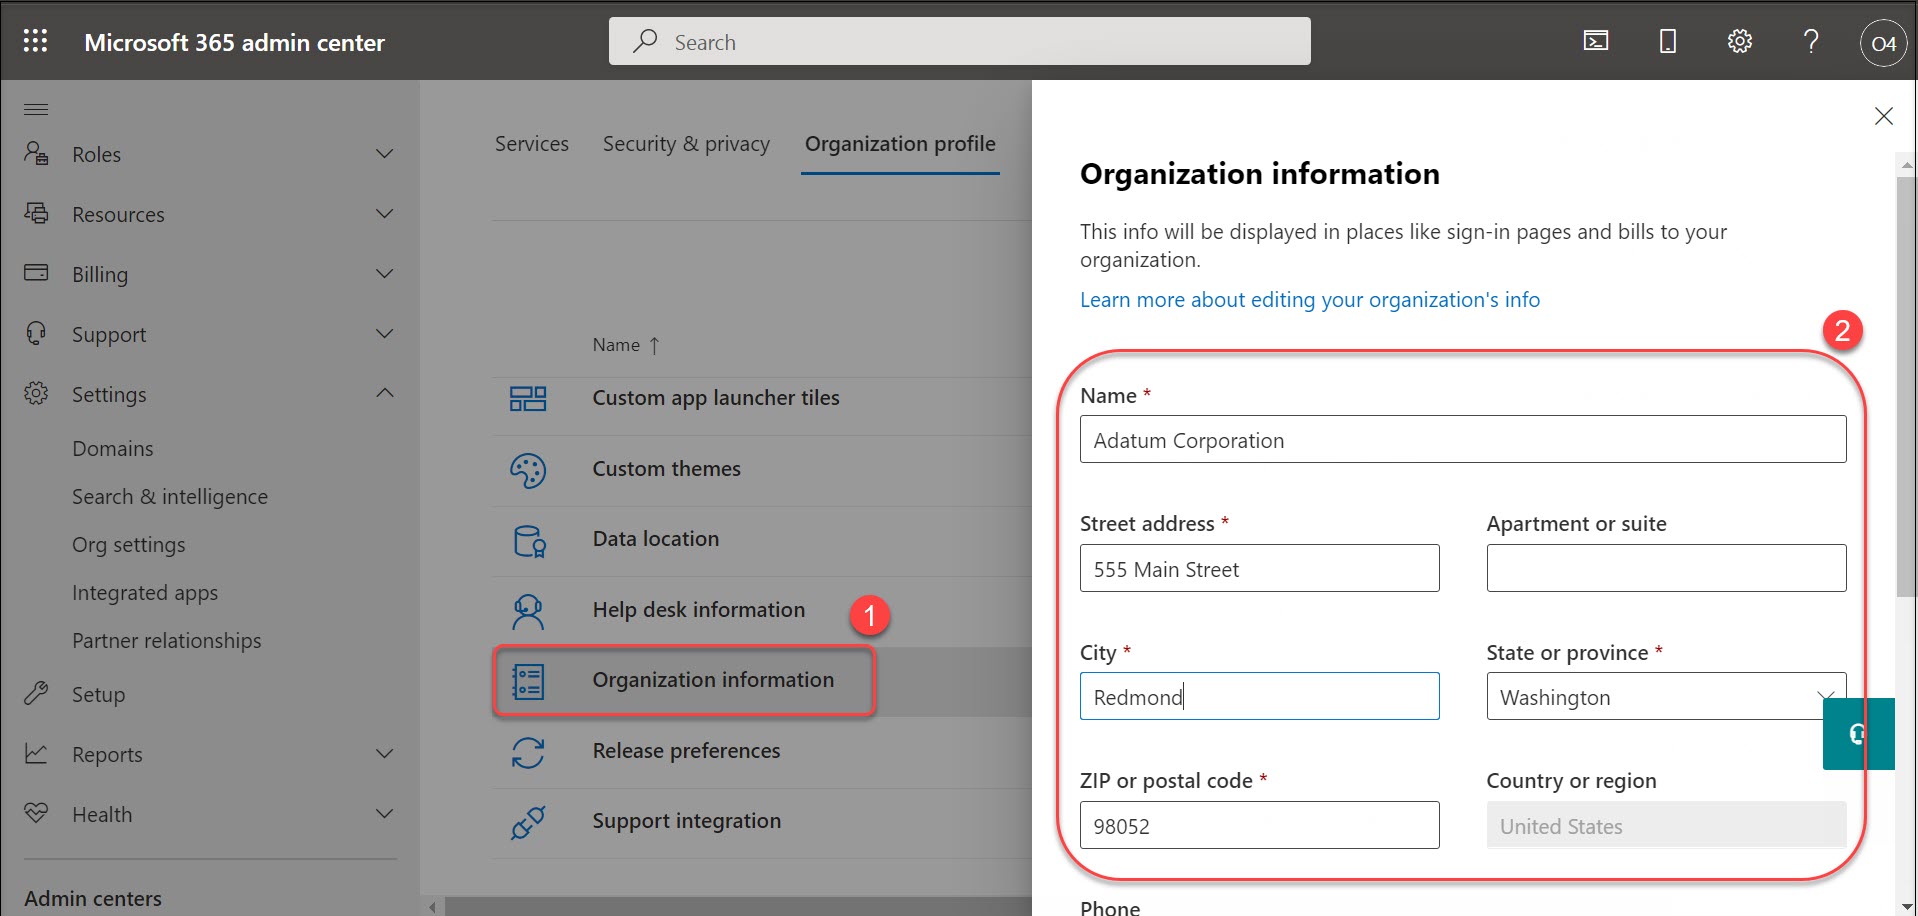 Microsoft 365 admin center
Search
O4
Roles
Resources
Billing
Support
Settings
Domains
Search & intelligence
Org settings
Integrated apps
Partner relationships
Setup
Reports
Health
Admin centers
Services
Security & privacy
Organization profile
Name ↑
Custom app launcher tiles
Custom themes
Data location
Help desk information
1
Organization information
Release preferences
Support integration
Organization information
This info will be displayed in places like sign-in pages and bills to your
organization.
Learn more about editing your organization's info
2
Name *
Adatum Corporation
Street address *
Apartment or suite
555 Main Street
City *
State or province *
Redmond
Washington
ZIP or postal code *
Country or region
98052
United States
Phone